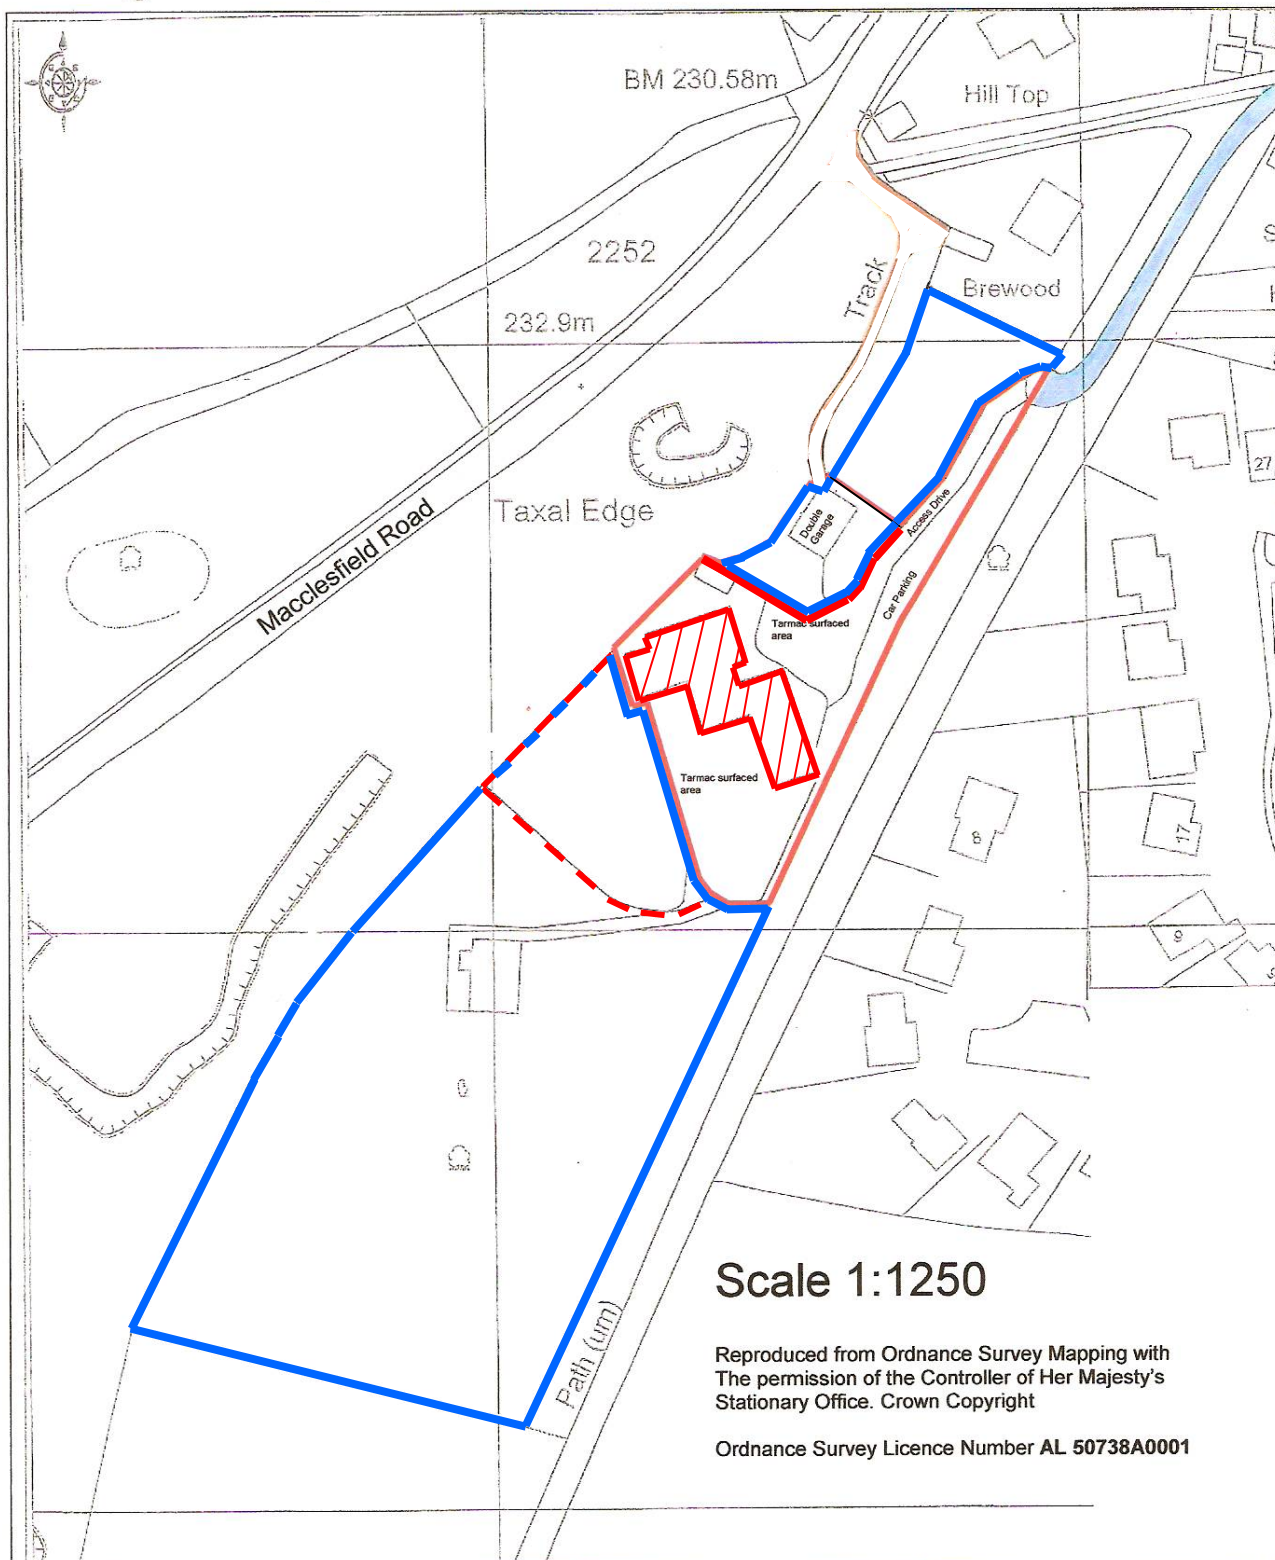 BM 230.58m
Hill Top
2252
Track
Brewood
232.9m
27
Taxal Edge
Macclesfield Road
Double
Garage
Access Drive
Car Parking
Tarmac surfaced
area
Tarmac surfaced
area
8
17
9
Scale 1:1250
Path (um)
Reproduced from Ordnance Survey Mapping with
The permission of the Controller of Her Majesty's
Stationary Office. Crown Copyright
Ordnance Survey Licence Number AL 50738A0001